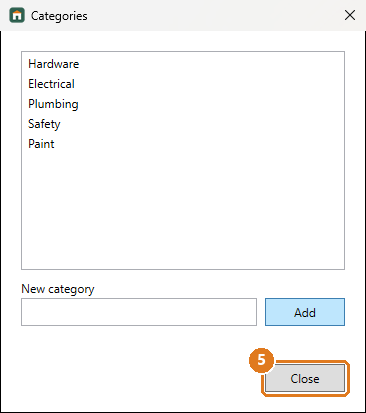 Categories
Hardware
Electrical
Plumbing
Safety
Paint
New category
Add
5
Close